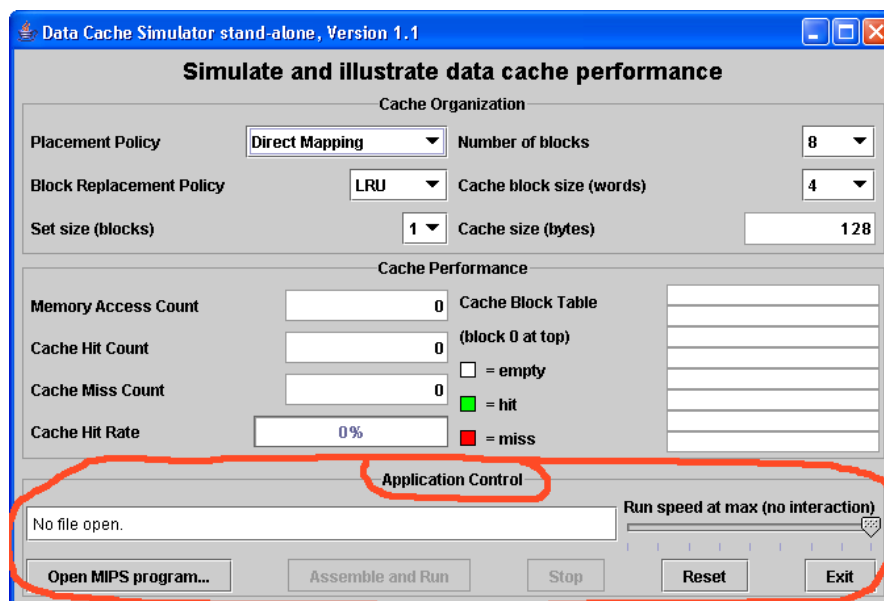 Data Cache Simulator stand-alone, Version 1.1
Simulate and illustrate data cache performance
Cache Organization
Placement Policy Direct Mapping Number of blocks 8
Block Replacement Policy LRU Cache block size (words) 4
Set size (blocks) 1 Cache size (bytes) 128
Cache Performance
Memory Access Count 0 Cache Block Table
Cache Hit Count 0 (block 0 at top)
= empty
Cache Miss Count 0
= hit
Cache Hit Rate 0% = miss
Application Control
No file open. Run speed at max (no interaction)
Open MIPS program... Assemble and Run Stop Reset Exit